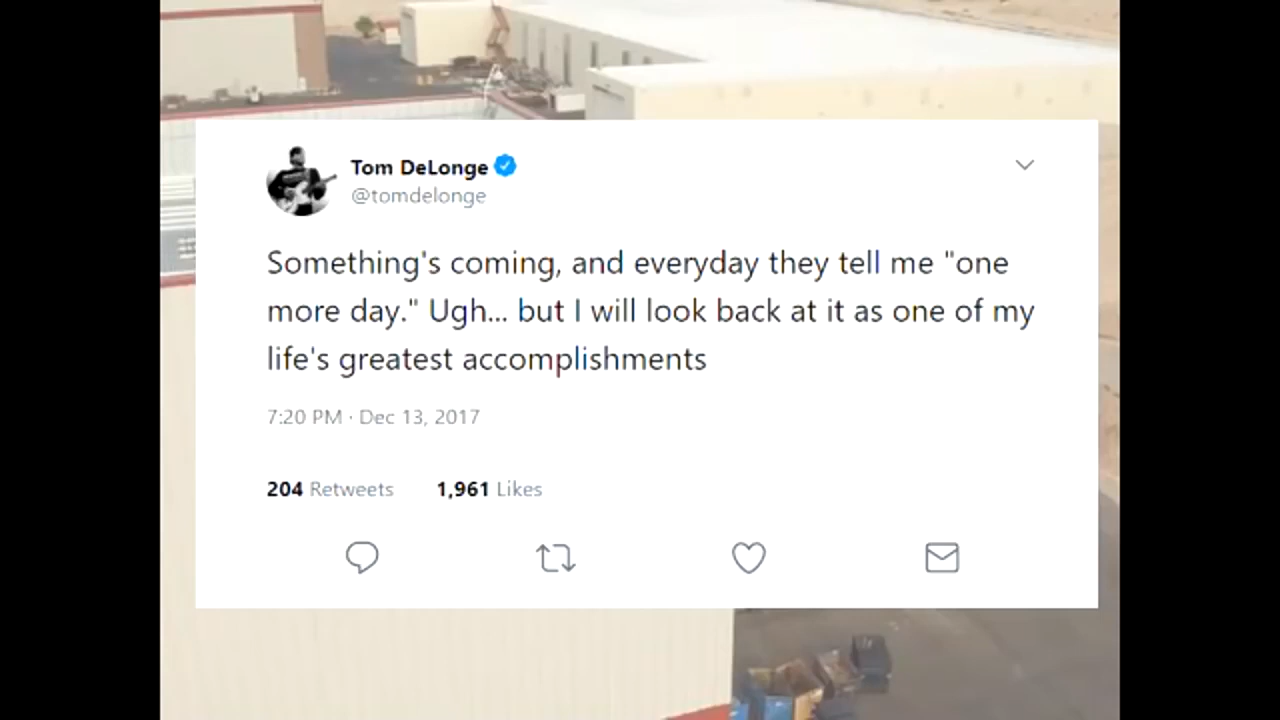 Tom DeLonge
@tomdelonge
Something's coming, and everyday they tell me "one
more day." Ugh... but I will look back at it as one of my
life's greatest accomplishments
7:20 PM · Dec 13, 2017
204 Retweets 1,961 Likes